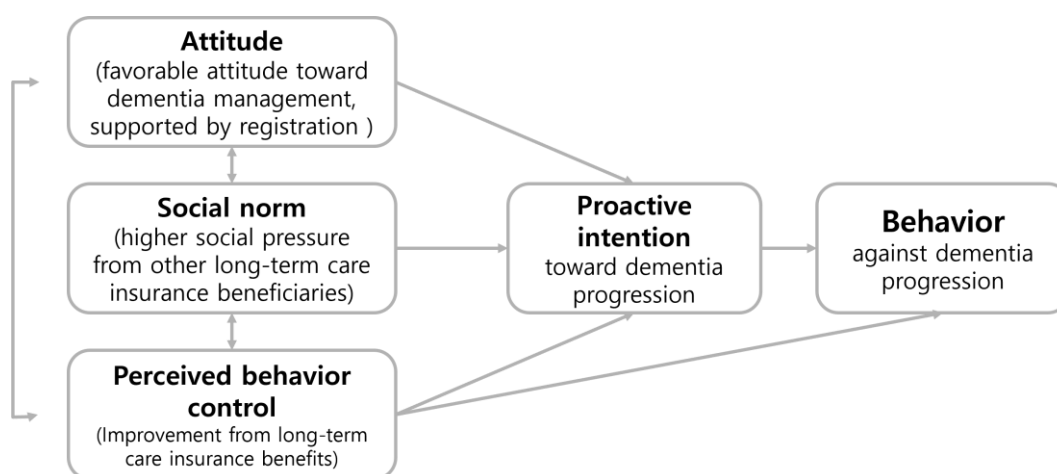 Attitude
(favorable attitude toward
dementia management,
supported by registration )
Social norm
(higher social pressure
from other long-term care
insurance beneficiaries)
Perceived behavior
control
(Improvement from long-term
care insurance benefits)
Proactive
intention
toward dementia
progression
Behavior
against dementia
progression